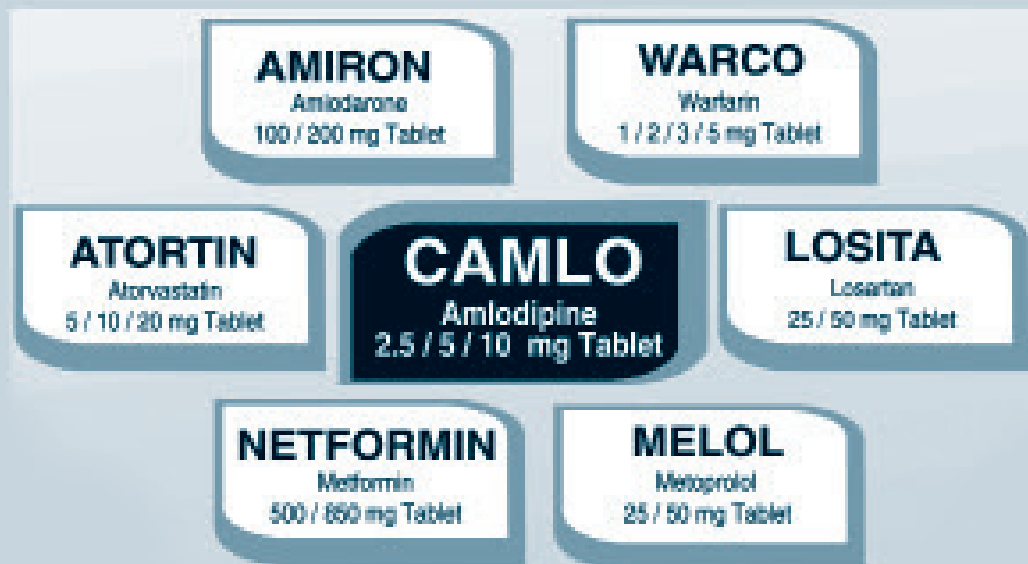 AMIRON
Amiodarone
100 / 200 mg Tablet
WARCO
Warfarin
1 / 2 / 3 / 5 mg Tablet
ATORTIN
Atorvastatin
5 / 10 / 20 mg Tablet
CAMLO
Amlodipine
2.5 / 5 / 10 mg Tablet
LOSITA
Losartan
25 / 50 mg Tablet
NETFORMIN
Metformin
500 / 850 mg Tablet
MELOL
Metoprolol
25 / 50 mg Tablet